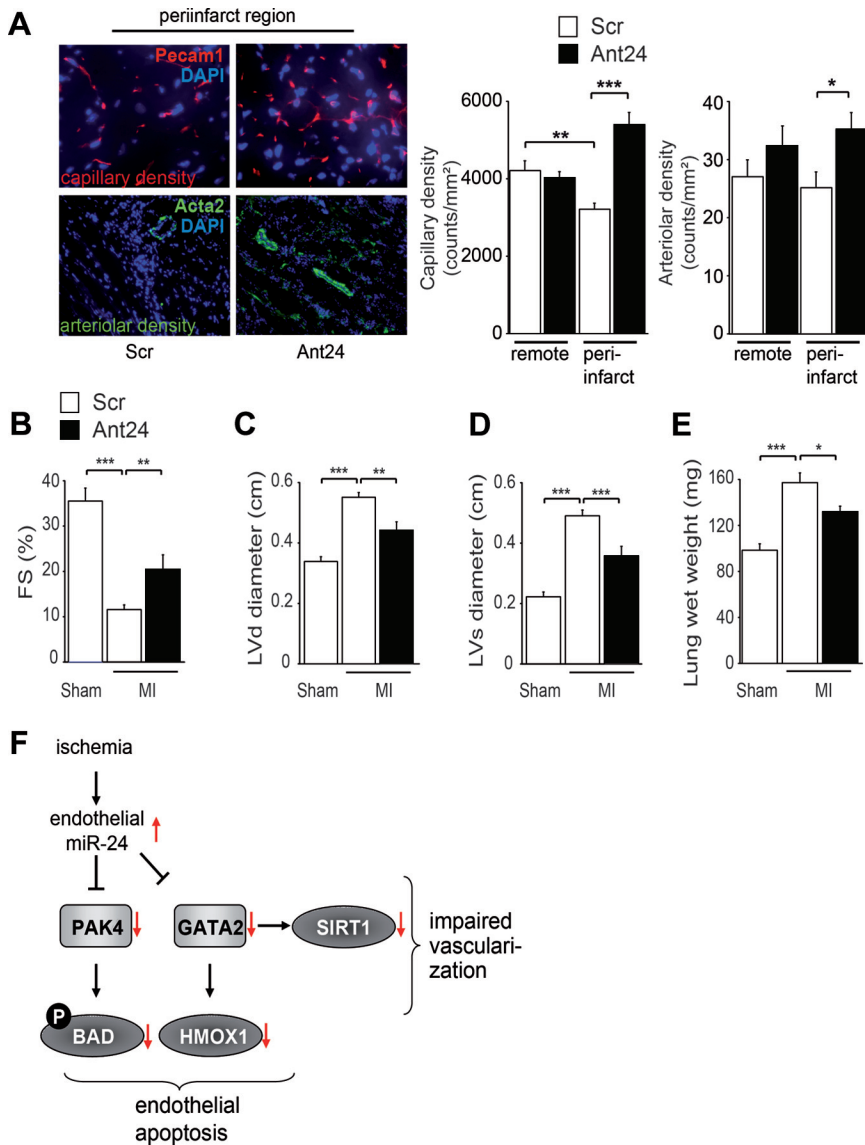 A
periinfarct region
Pecam1
DAPI
capillary density
Acta2
DAPI
arteriolar density
Scr
Ant24
Scr
Ant24
Capillary density
(counts/mm²)
6000
4000
2000
0
**
***
remote
peri-
infarct
Arteriolar density
(counts/mm²)
40
30
20
10
0
*
remote
peri-
infarct
B
Scr
Ant24
FS (%)
40
30
20
10
0
***
**
Sham
MI
C
LVd diameter (cm)
0.6
0.4
0.2
0
***
**
Sham
MI
D
LVs diameter (cm)
0.6
0.4
0.2
0
***
***
Sham
MI
E
Lung wet weight (mg)
160
120
80
40
0
***
*
Sham
MI
F
ischemia
endothelial
miR-24
PAK4
GATA2
SIRT1
P
BAD
HMOX1
impaired
vasculari-
zation
endothelial
apoptosis